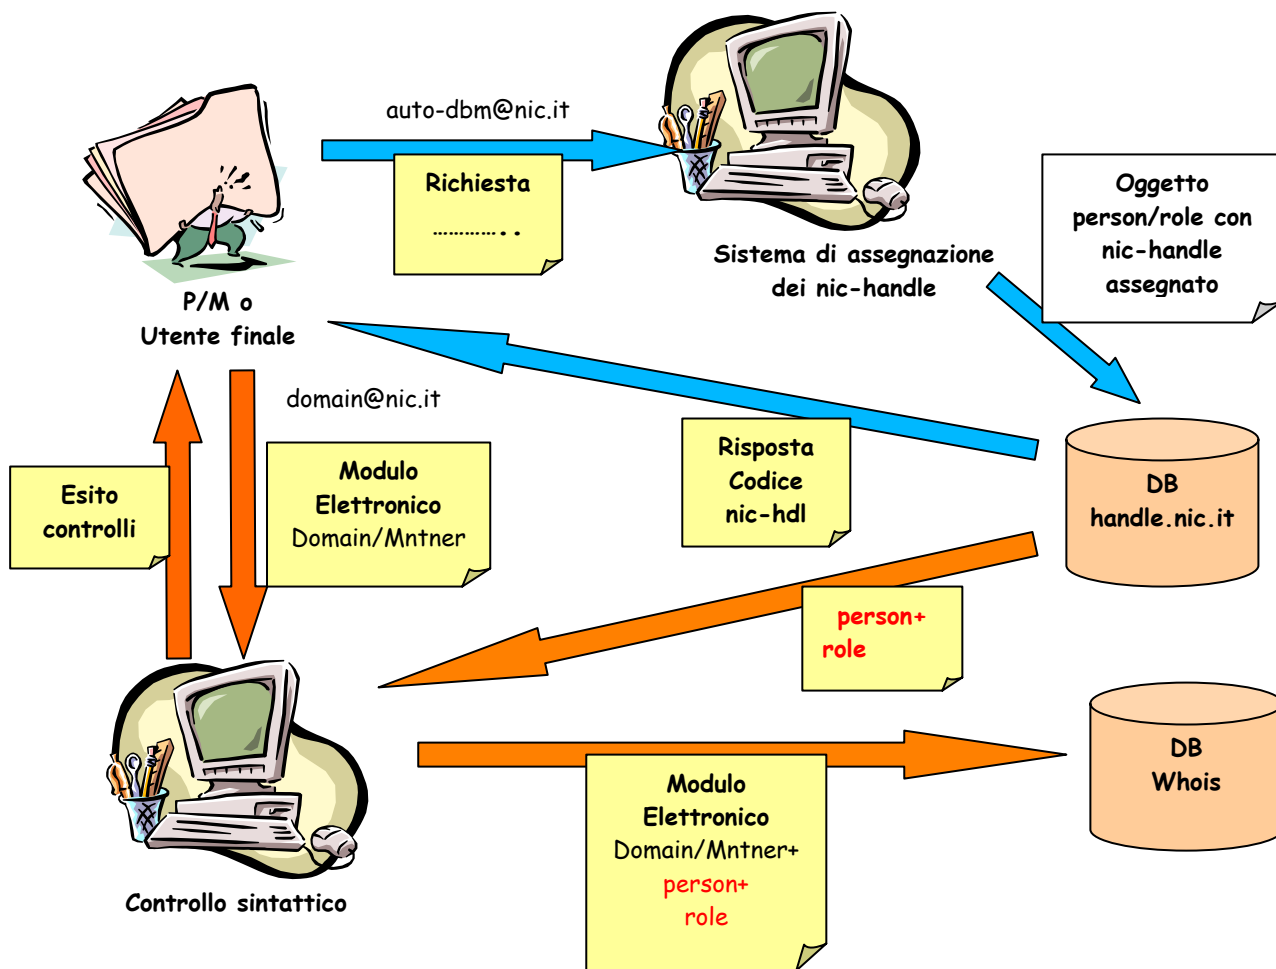 auto-dbm@nic.it
Richiesta
…………..
Oggetto
person/role con
nic-handle
assegnato
Sistema di assegnazione
dei nic-handle
P/M o
Utente finale
domain@nic.it
Esito
controlli
Modulo
Elettronico
Domain/Mntner
Risposta
Codice
nic-hdl
DB
handle.nic.it
person+
role
DB
Whois
Modulo
Elettronico
Domain/Mntner+
person+
role
Controllo sintattico